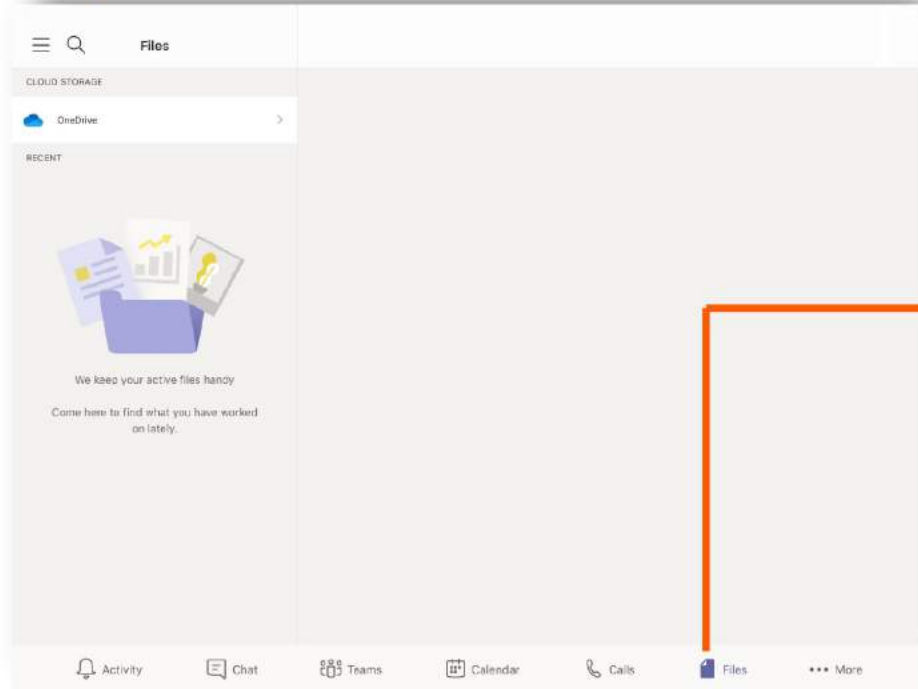 Files
CLOUD STORAGE
OneDrive
RECENT
We keep your active files handy
Come here to find what you have worked
on lately.
Activity
Chat
Teams
Calendar
Calls
Files
More